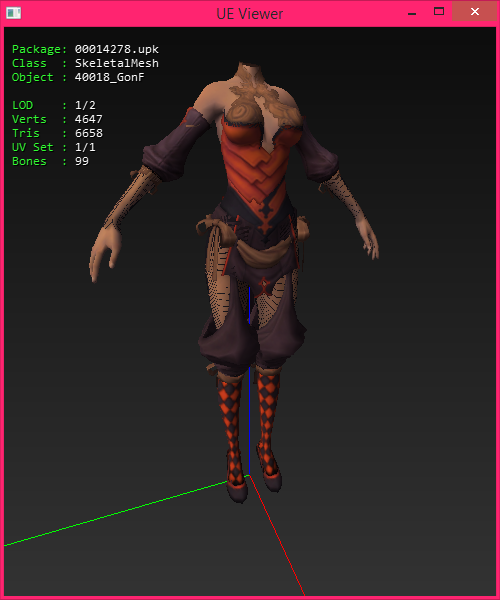 UE Viewer
Package: 00014278.upk
Class : SkeletalMesh
Object : 40018_GonF
LOD : 1/2
Verts : 4647
Tris : 6658
UV Set : 1/1
Bones : 99